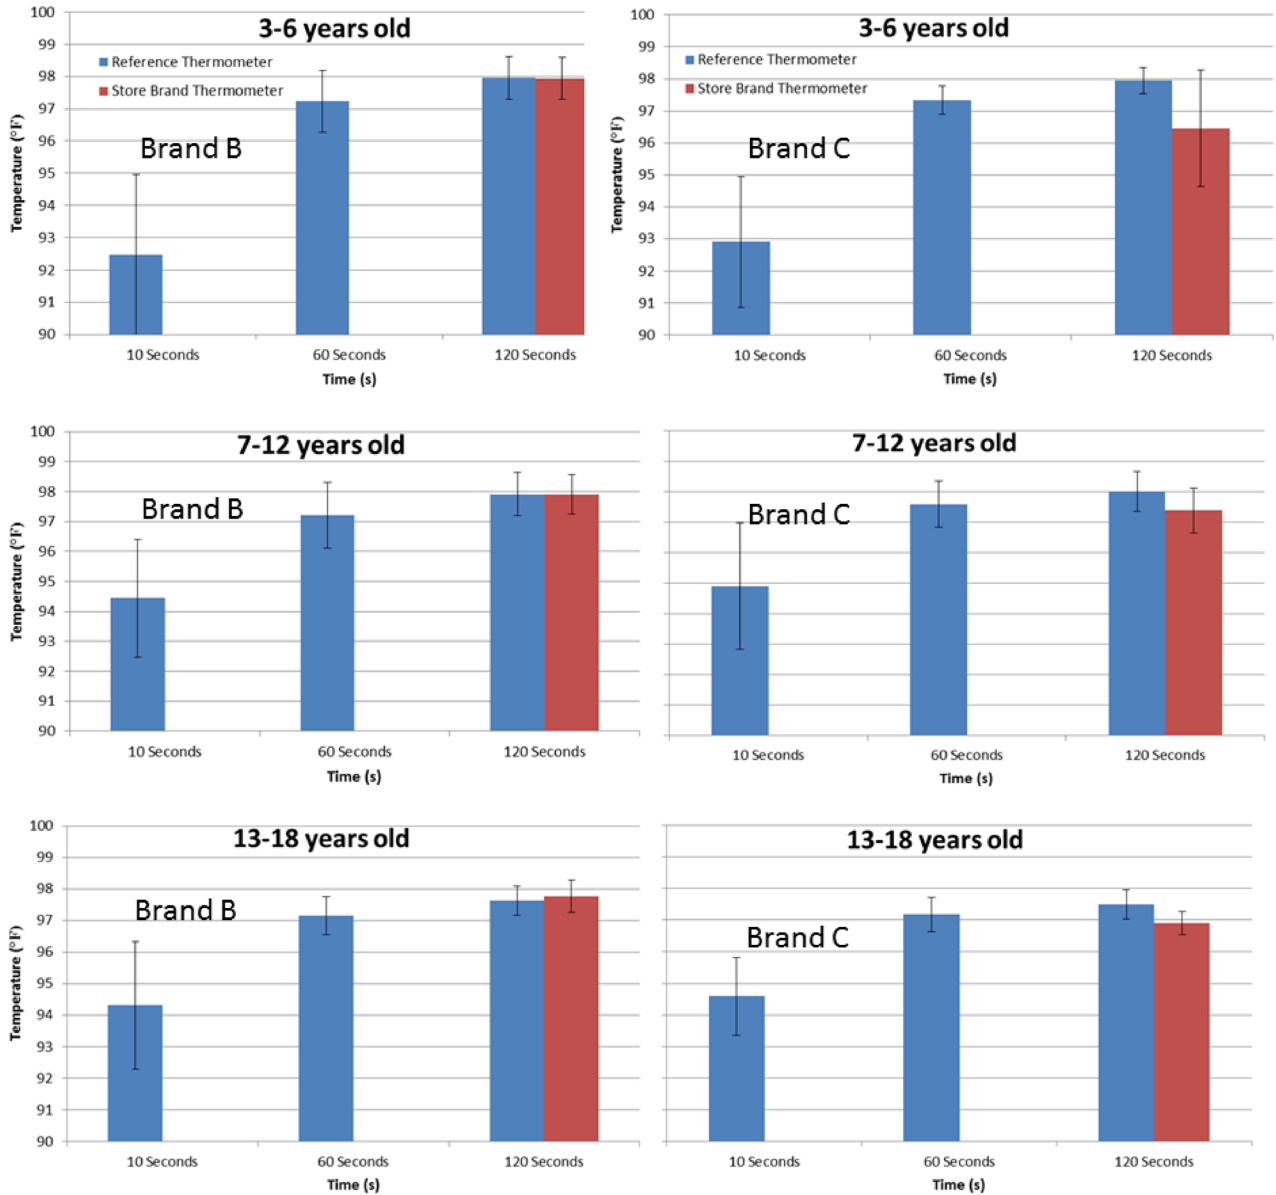 3-6 years old
100
99
98
97
96
95
94
93
92
91
90
Temperature (°F)
Reference Thermometer
Store Brand Thermometer
Brand B
10 Seconds
60 Seconds
120 Seconds
Time (s)
3-6 years old
100
99
98
97
96
95
94
93
92
91
90
Temperature (°F)
Reference Thermometer
Store Brand Thermometer
Brand C
10 Seconds
60 Seconds
120 Seconds
Time (s)
7-12 years old
100
99
98
97
96
95
94
93
92
91
90
Temperature (°F)
Brand B
10 Seconds
60 Seconds
120 Seconds
Time (s)
7-12 years old
Brand C
10 Seconds
60 Seconds
120 Seconds
Time (s)
13-18 years old
100
99
98
97
96
95
94
93
92
91
90
Temperature (°F)
Brand B
10 Seconds
60 Seconds
120 Seconds
Time (s)
13-18 years old
Brand C
10 Seconds
60 Seconds
120 Seconds
Time (s)